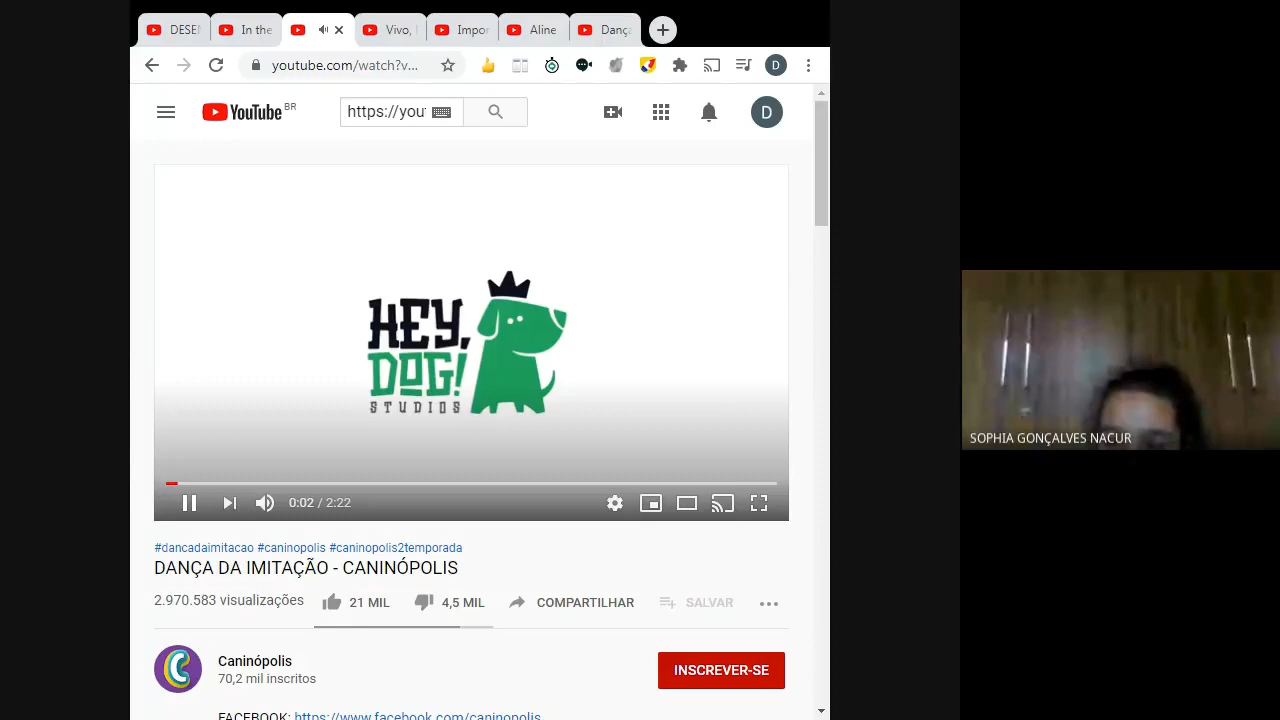 DESE
In the
Vivo,
Impor
Aline
Dança
youtube.com/watch?v...
D
YouTube BR
https://you
D
HEY,
DOG!
STUDIOS
0:02 / 2:22
#dancadaimitacao #caninopolis #caninopolis2temporada
DANÇA DA IMITAÇÃO - CANINÓPOLIS
2.970.583 visualizações
21 MIL
4,5 MIL
COMPARTILHAR
SALVAR
Caninópolis
70,2 mil inscritos
INSCREVER-SE
FACEBOOK: https://www.facebook.com/caninopolis
SOPHIA GONÇALVES NACUR